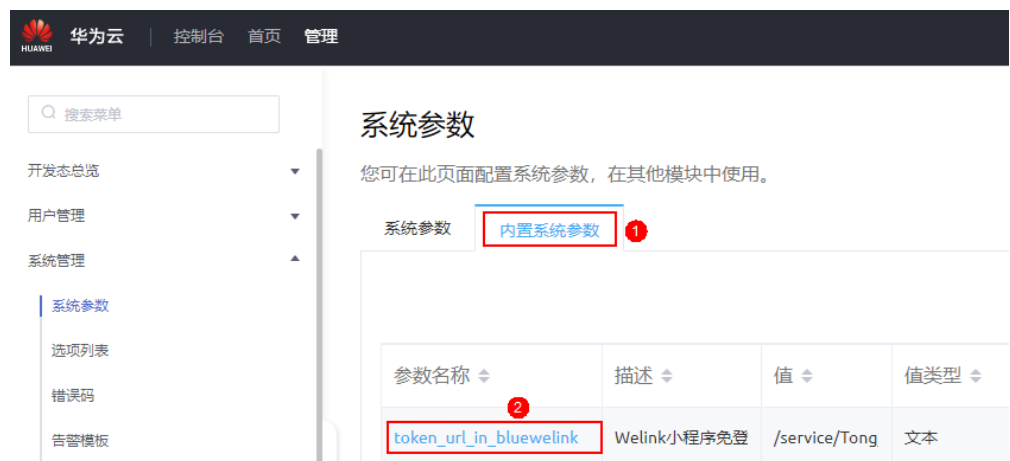 HUAWEI 华为云 控制台 首页 管理
搜索菜单
开发态总览
用户管理
系统管理
系统参数
选项列表
错误码
告警模板
系统参数
您可在此页面配置系统参数，在其他模块中使用。
系统参数 内置系统参数 1
参数名称 描述 值 值类型
2
token_url_in_bluewelink Welink小程序免登 /service/Tong 文本